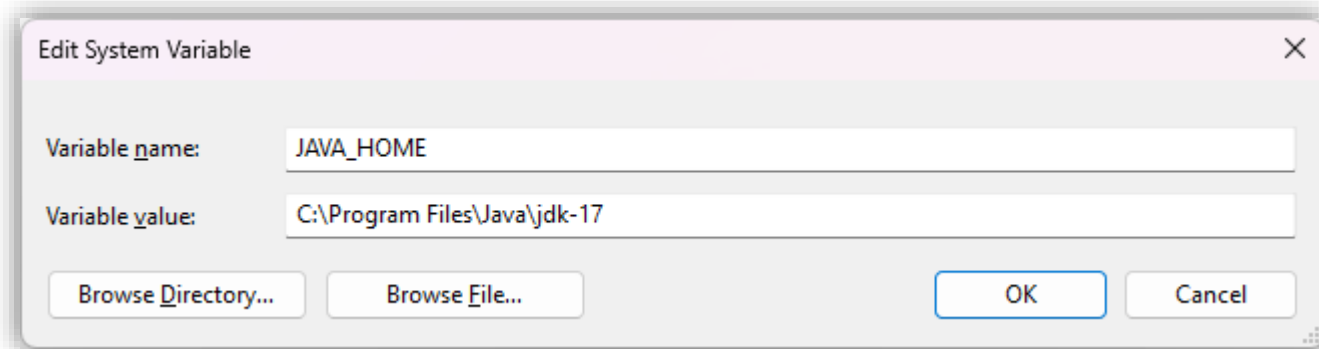 Edit System Variable
Variable name: JAVA_HOME
Variable value: C:\Program Files\Java\jdk-17
Browse Directory... Browse File... OK Cancel